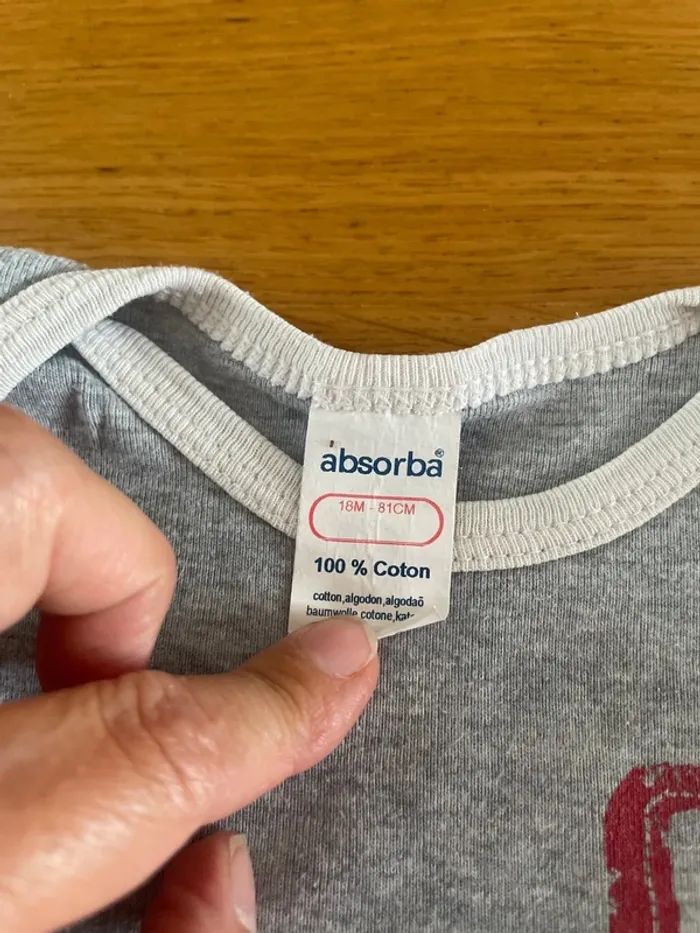 absorba®
18M - 81CM
100 % Coton
cotton,algodon,algodaõ
baumwolle cotone,